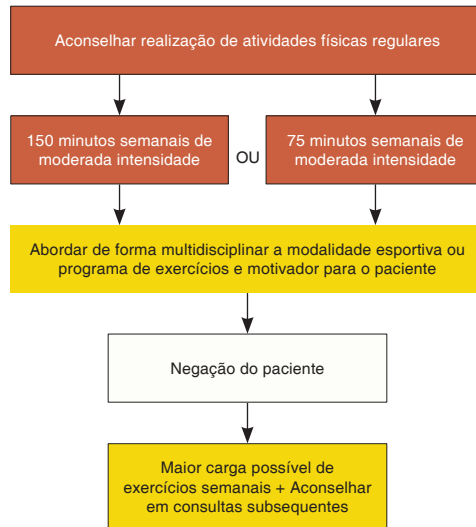 Aconselhar realização de atividades físicas regulares
150 minutos semanais de
moderada intensidade
OU
75 minutos semanais de
moderada intensidade
Abordar de forma multidisciplinar a modalidade esportiva ou
programa de exercícios e motivador para o paciente
Negação do paciente
Maior carga possível de
exercícios semanais + Aconselhar
em consultas subsequentes